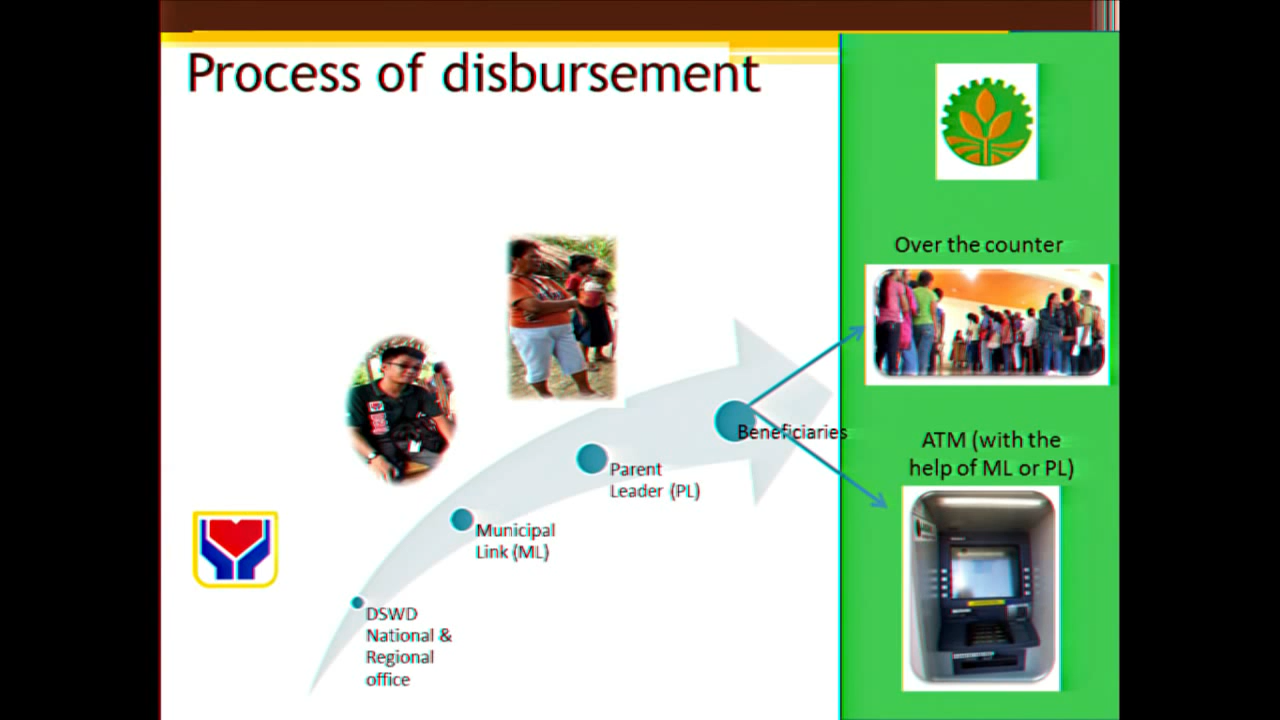 Process of disbursement
Over the counter
ATM (with the
help of ML or PL)
Beneficiaries
Parent
Leader (PL)
Municipal
Link (ML)
DSWD
National &
Regional
office